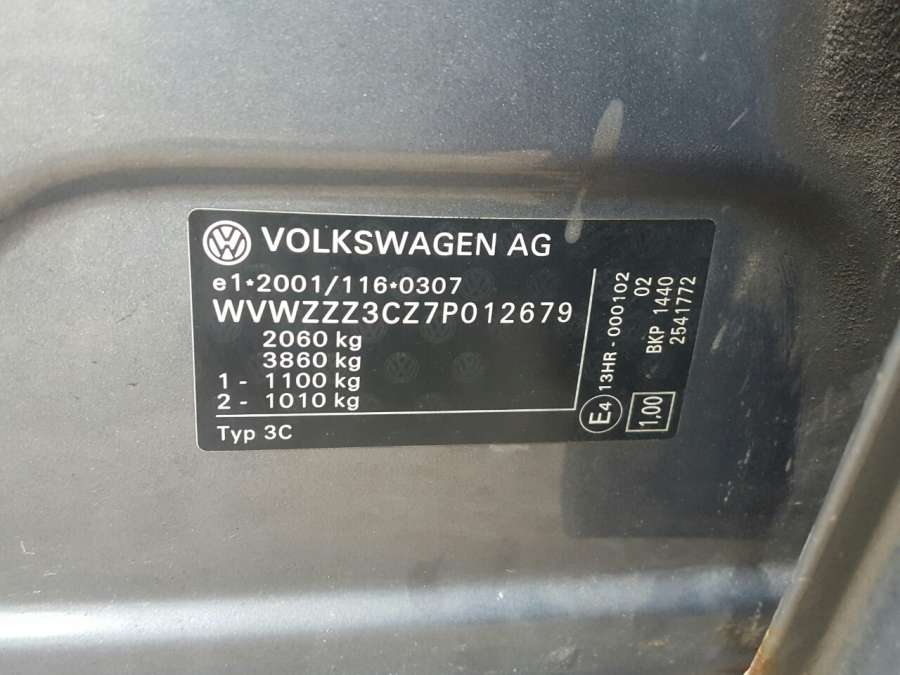 VOLKSWAGEN AG
e1*2001/116*0307
WVWZZZ3CZ7P012679
2060 kg
3860 kg
1 - 1100 kg
2 - 1010 kg
Typ 3C
E4 13HR - 000102
02
BKP 1440
2541772
1,00